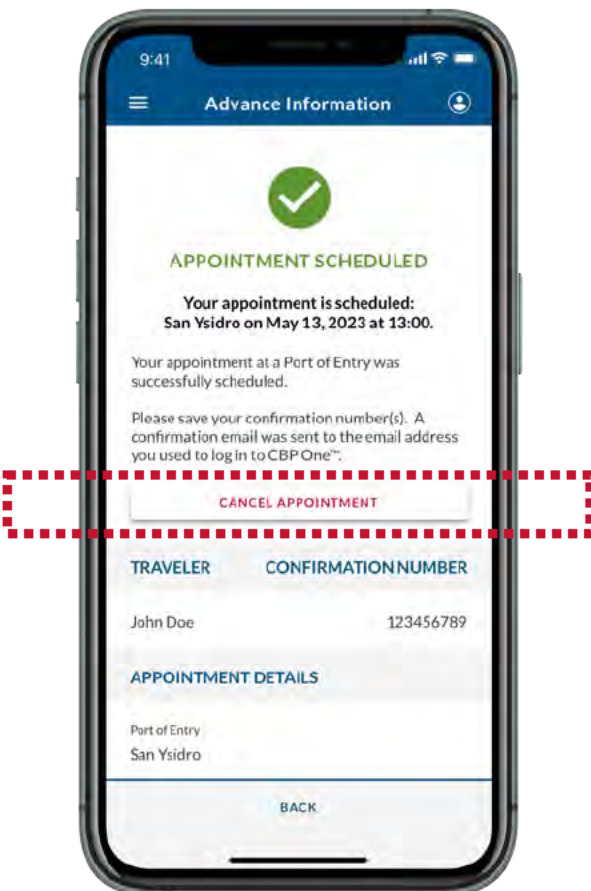 9:41
Advance Information
APPOINTMENT SCHEDULED
Your appointment is scheduled:
San Ysidro on May 13, 2023 at 13:00.
Your appointment at a Port of Entry was
successfully scheduled.
Please save your confirmation number(s). A
confirmation email was sent to the email address
you used to log in to CBP One™.
CANCEL APPOINTMENT
TRAVELER CONFIRMATION NUMBER
John Doe 123456789
APPOINTMENT DETAILS
Port of Entry
San Ysidro
BACK